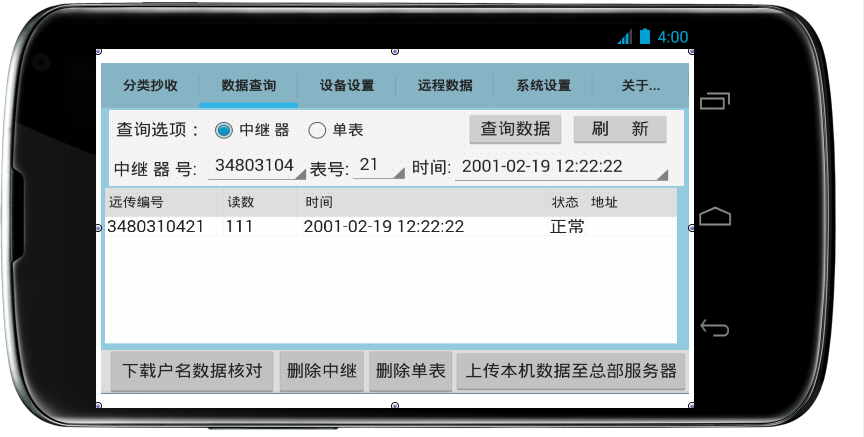 4:00
分类抄收 数据查询 设备设置 远程数据 系统设置 关于...
查询选项： 中继 器 单表 查询数据 刷 新
中继 器 号: 34803104 表号: 21 时间: 2001-02-19 12:22:22
远传编号 读数 时间 状态 地址
3480310421 111 2001-02-19 12:22:22 正常
下载户名数据核对 删除中继 删除单表 上传本机数据至总部服务器